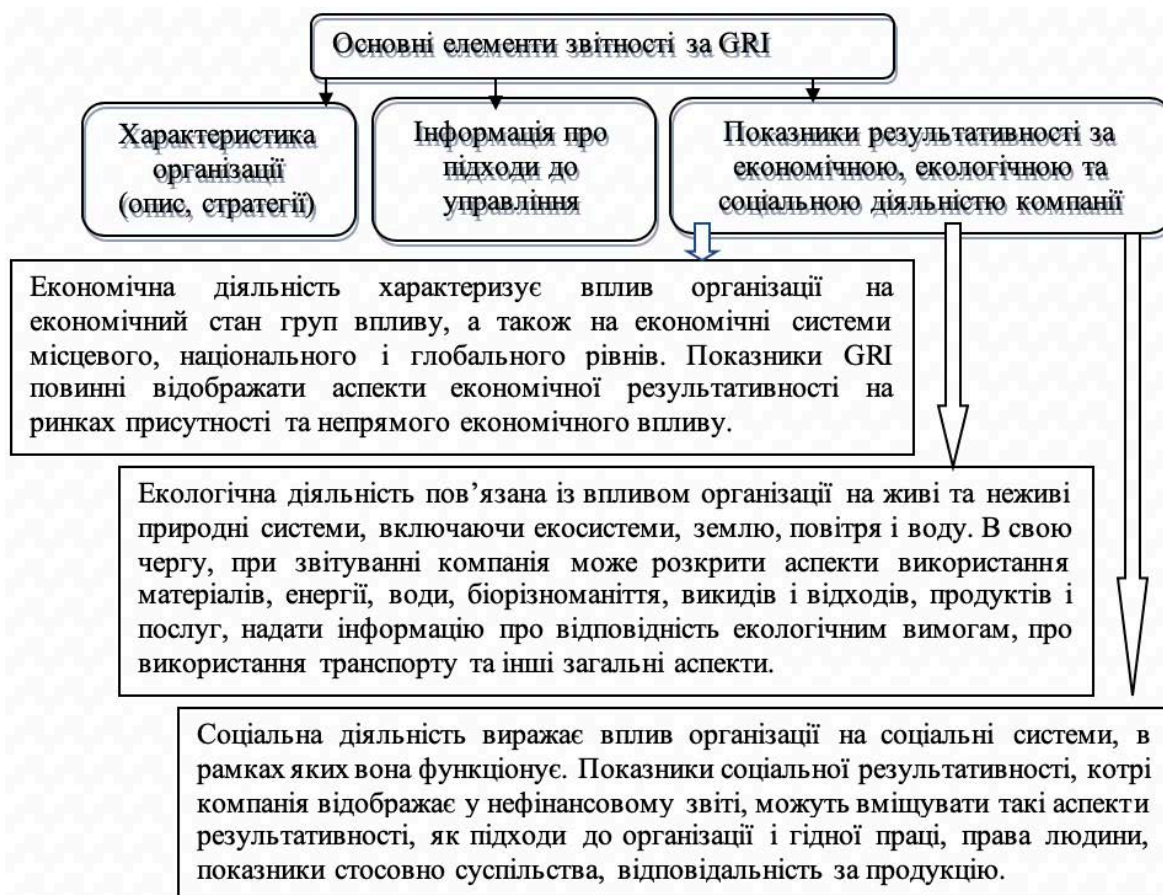 Основні елементи звітності за GRI
Характеристика
організації
(опис, стратегії)
Інформація про
підходи до
управління
Показники результативності за
економічною, екологічною та
соціальною діяльністю компанії
Економічна діяльність характеризує вплив організації на
економічний стан груп впливу, а також на економічні системи
місцевого, національного і глобального рівнів. Показники GRI
повинні відображати аспекти економічної результативності на
ринках присутності та непрямого економічного впливу.
Екологічна діяльність пов’язана із впливом організації на живі та неживі
природні системи, включаючи екосистеми, землю, повітря і воду. В свою
чергу, при звітуванні компанія може розкрити аспекти використання
матеріалів, енергії, води, біорізноманіття, викидів і відходів, продуктів і
послуг, надати інформацію про відповідність екологічним вимогам, про
використання транспорту та інші загальні аспекти.
Соціальна діяльність виражає вплив організації на соціальні системи, в
рамках яких вона функціонує. Показники соціальної результативності, котрі
компанія відображає у нефінансовому звіті, можуть вміщувати такі аспекти
результативності, як підходи до організації і гідної праці, права людини,
показники стосовно суспільства, відповідальність за продукцію.